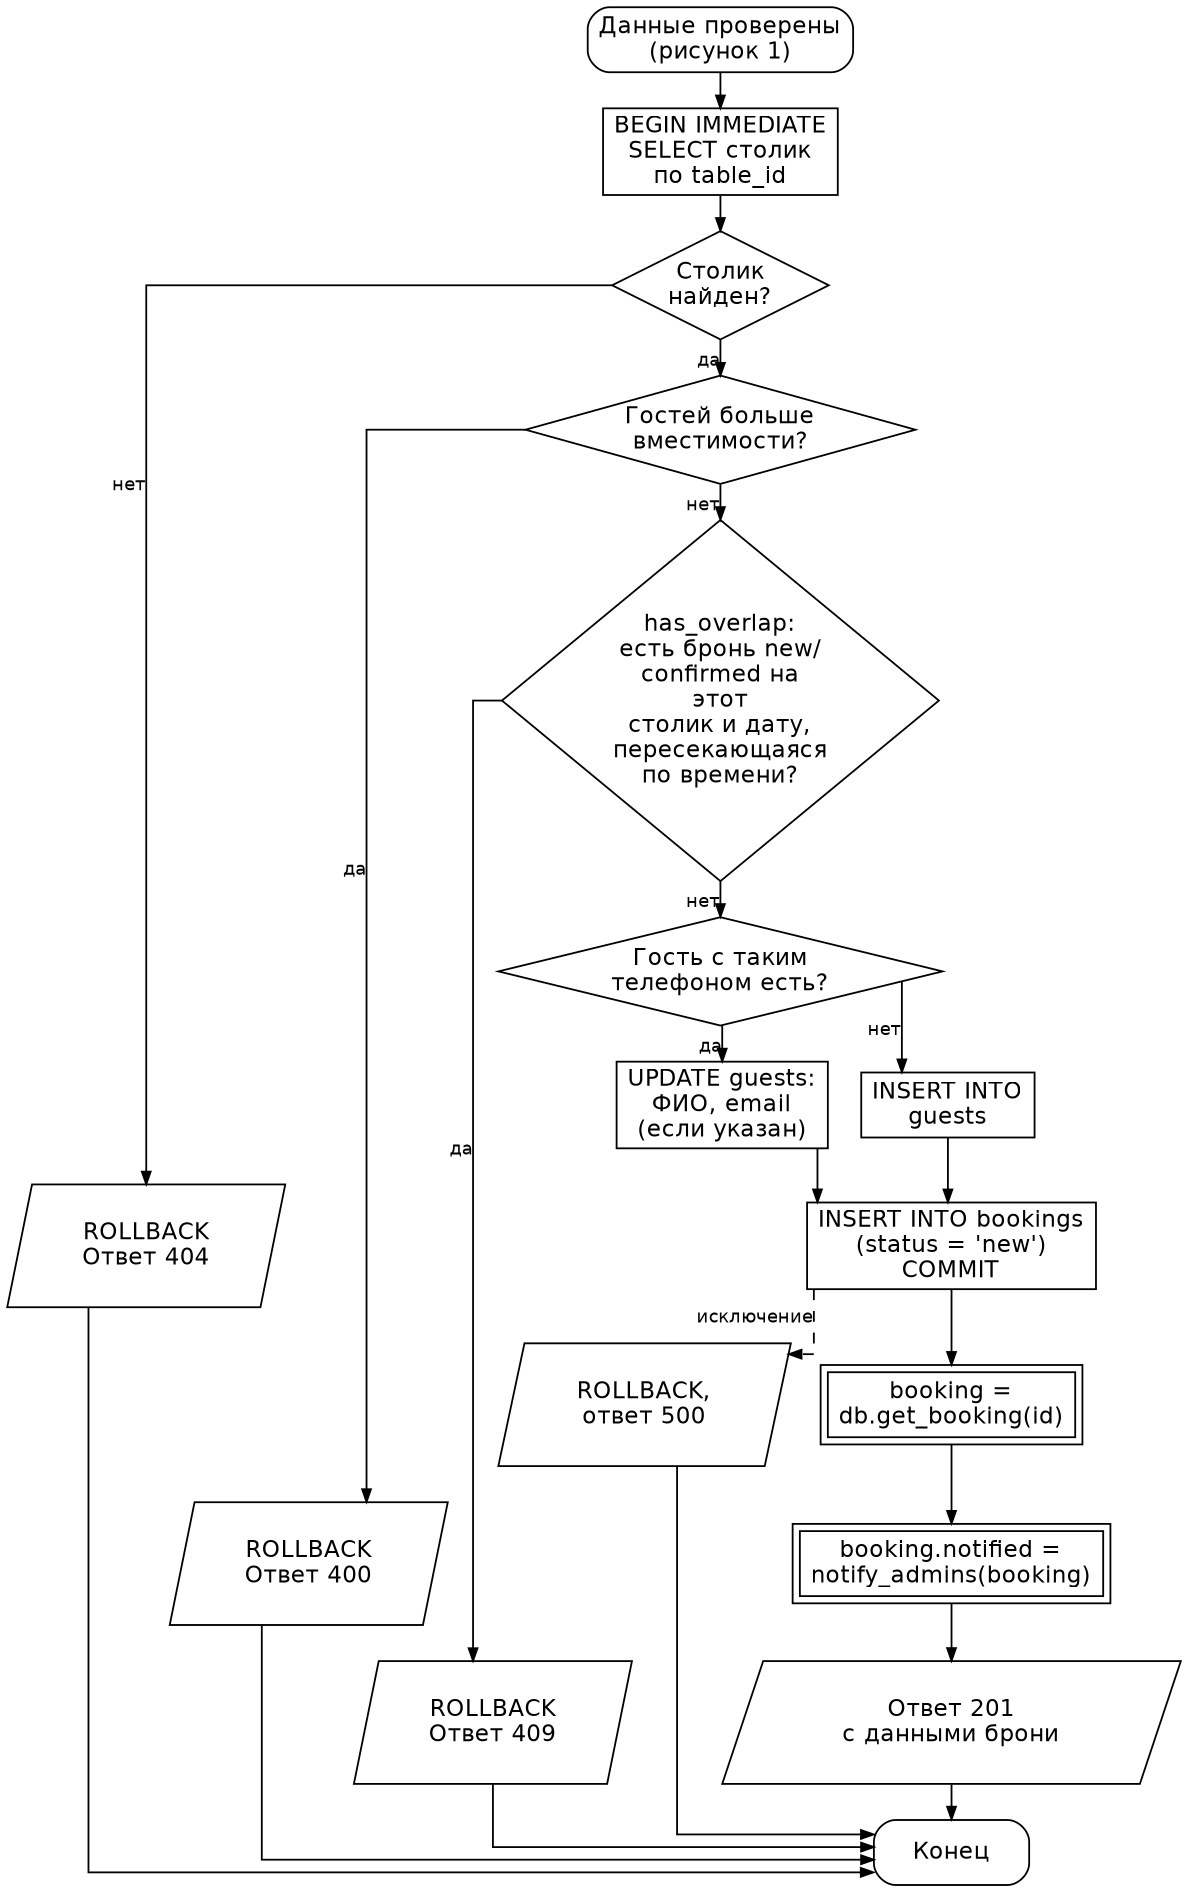 Данные проверены
(рисунок 1)
BEGIN IMMEDIATE
SELECT столик
по table_id
Столик
найден?
да
нет
Гостей больше
вместимости?
нет
да
has_overlap:
есть бронь new/
confirmed на
этот
столик и дату,
пересекающаяся
по времени?
нет
да
Гость с таким
телефоном есть?
да
нет
UPDATE guests:
ФИО, email
(если указан)
INSERT INTO
guests
INSERT INTO bookings
(status = 'new')
COMMIT
ROLLBACK
Ответ 404
исключение
ROLLBACK,
ответ 500
booking =
db.get_booking(id)
ROLLBACK
Ответ 400
booking.notified =
notify_admins(booking)
ROLLBACK
Ответ 409
Ответ 201
с данными брони
Конец